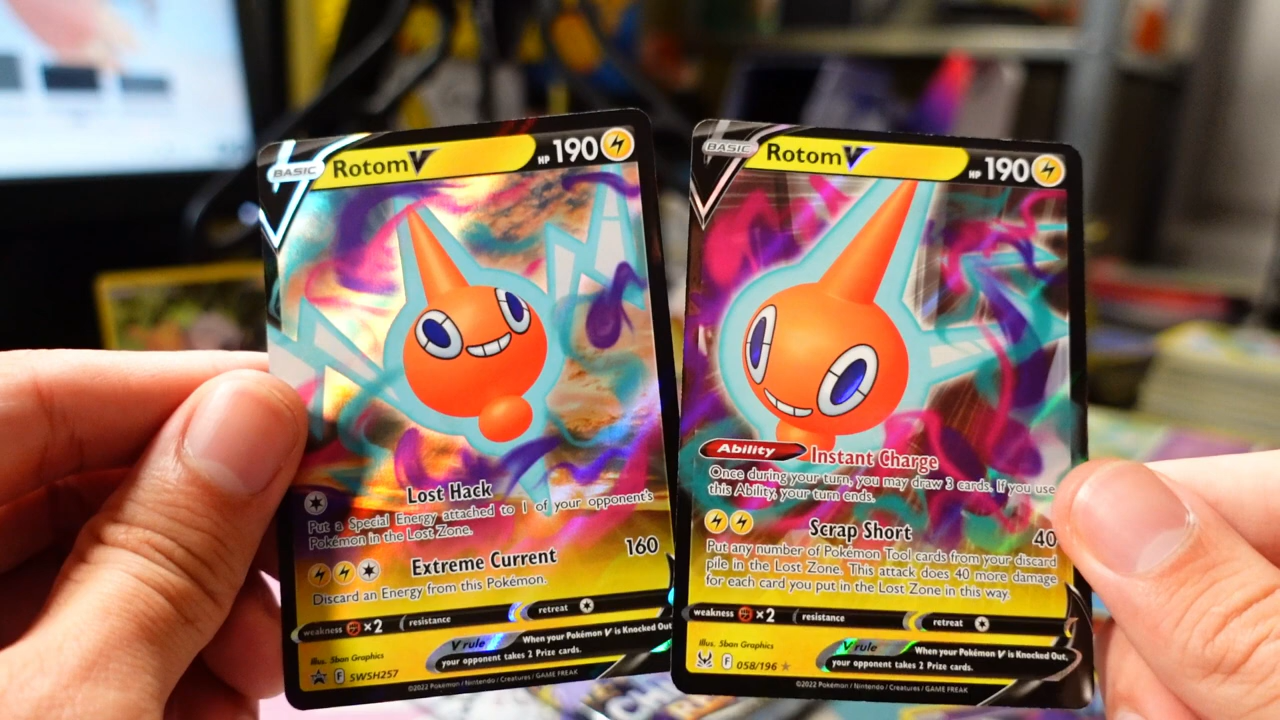 BASIC
Rotom V
HP 190
Lost Hack
Put a Special Energy attached to 1 of your opponent's
Pokémon in the Lost Zone.
Extreme Current 160
Discard an Energy from this Pokémon.
weakness ×2 resistance retreat
Illus. 5ban Graphics
V rule
When your Pokémon V is Knocked Out,
your opponent takes 2 Prize cards.
F SWSH257
©2022 Pokémon / Nintendo / Creatures / GAME FREAK
BASIC
Rotom V
HP 190
Ability Instant Charge
Once during your turn, you may draw 3 cards. If you use
this Ability, your turn ends.
Scrap Short 40
Put any number of Pokémon Tool cards from your discard
pile in the Lost Zone. This attack does 40 more damage
for each card you put in the Lost Zone in this way.
weakness ×2 resistance retreat
Illus. 5ban Graphics
V rule
When your Pokémon V is Knocked Out,
your opponent takes 2 Prize cards.
F 058/196
©2022 Pokémon / Nintendo / Creatures / GAME FREAK